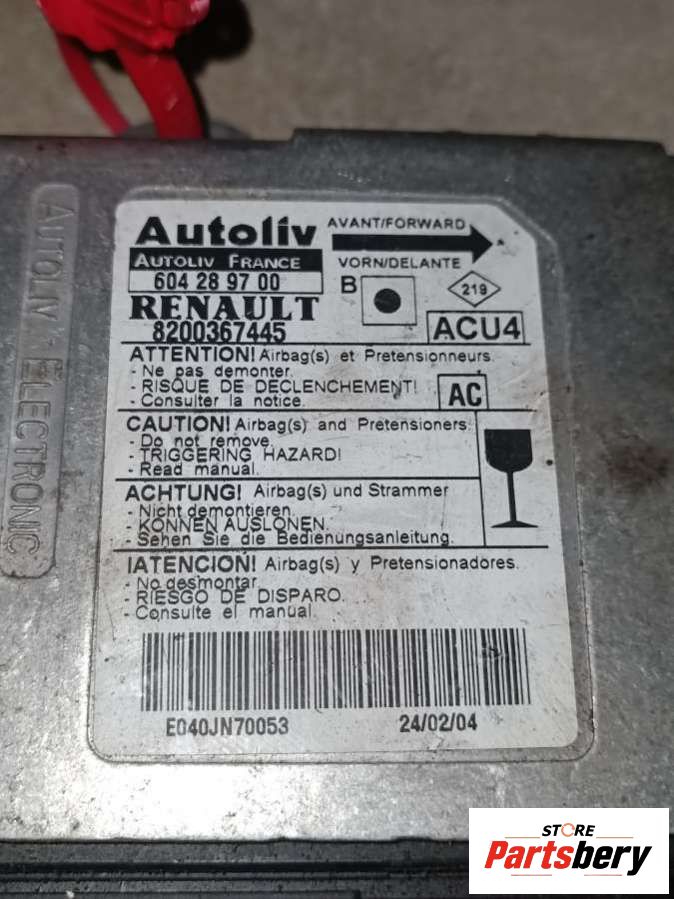 AUTOLIV ELECTRONIC
Autoliv
AUTOLIV FRANCE
604 28 97 00
RENAULT
8200367445
AVANT/FORWARD
VORN/DELANTE
B
219
ACU4
ATTENTION! Airbag(s) et Pretensionneurs.
- Ne pas demonter.
- RISQUE DE DECLENCHEMENT!
- Consulter la notice.
AC
CAUTION! Airbag(s) and Pretensioners.
- Do not remove.
- TRIGGERING HAZARD!
- Read manual.
ACHTUNG! Airbag(s) und Strammer
- Nicht demontieren.
- KONNEN AUSLONEN.
- Sehen Sie die Bedienungsanleitung.
IATENCION! Airbag(s) y Pretensionadores.
- No desmontar
- RIESGO DE DISPARO.
- Consulte el manual.
E040JN70053 24/02/04
STORE
Partsbery